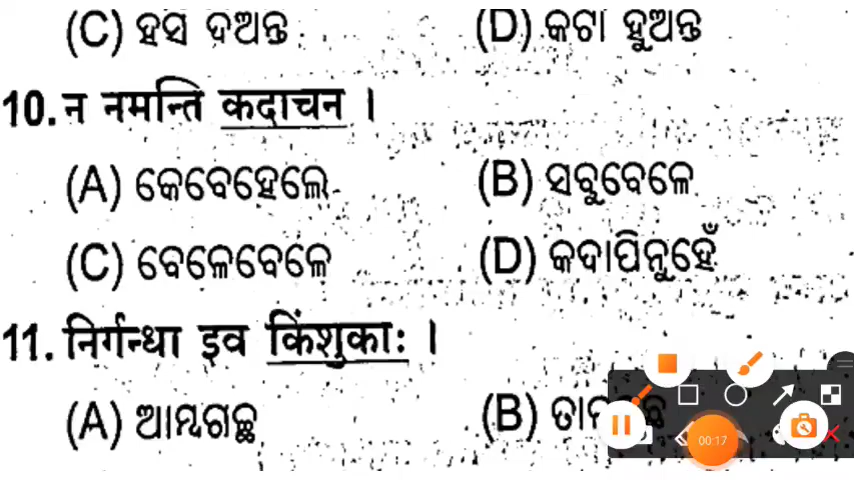 (C) ହସ ଦଅନ୍ତ (D) କଟା ହୁଅନ୍ତି
10. न नमन्ति कदाचन ।
(A) କେବେହେଲେ (B) ସବୁବେଳେ
(C) ବେଳେବେଳେ (D) କଦାପିନୁହେଁ
11. निर्गन्धा इव किंशुकाः ।
(A) ଆମ୍ବଗଛ (B)
00:17